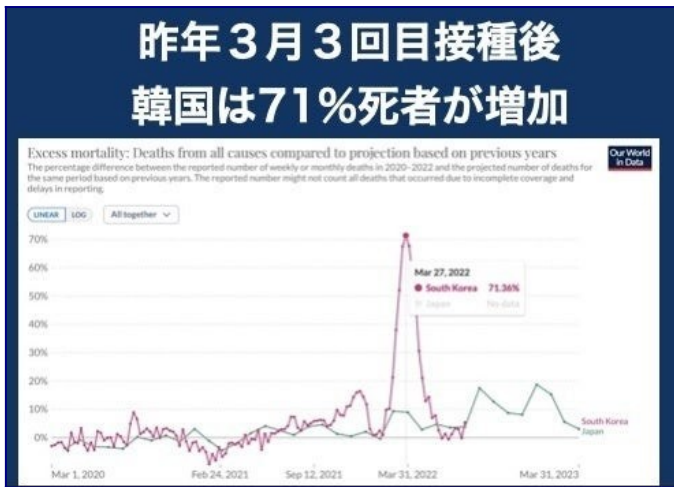 昨年３月３回目接種後
韓国は71%死者が増加
Excess mortality: Deaths from all causes compared to projection based on previous years
Our World
in Data
The percentage difference between the reported number of weekly or monthly deaths in 2020–2022 and the projected number of deaths for
the same period based on previous years. The reported number might not count all deaths that occurred due to incomplete coverage and
delays in reporting.
LINEAR LOG All together
70%
60%
50%
40%
30%
20%
10%
0%
Mar 27, 2022
South Korea 71.36%
Japan No data
South Korea
Japan
Mar 1, 2020 Feb 24, 2021 Sep 12, 2021 Mar 31, 2022 Mar 31, 2023